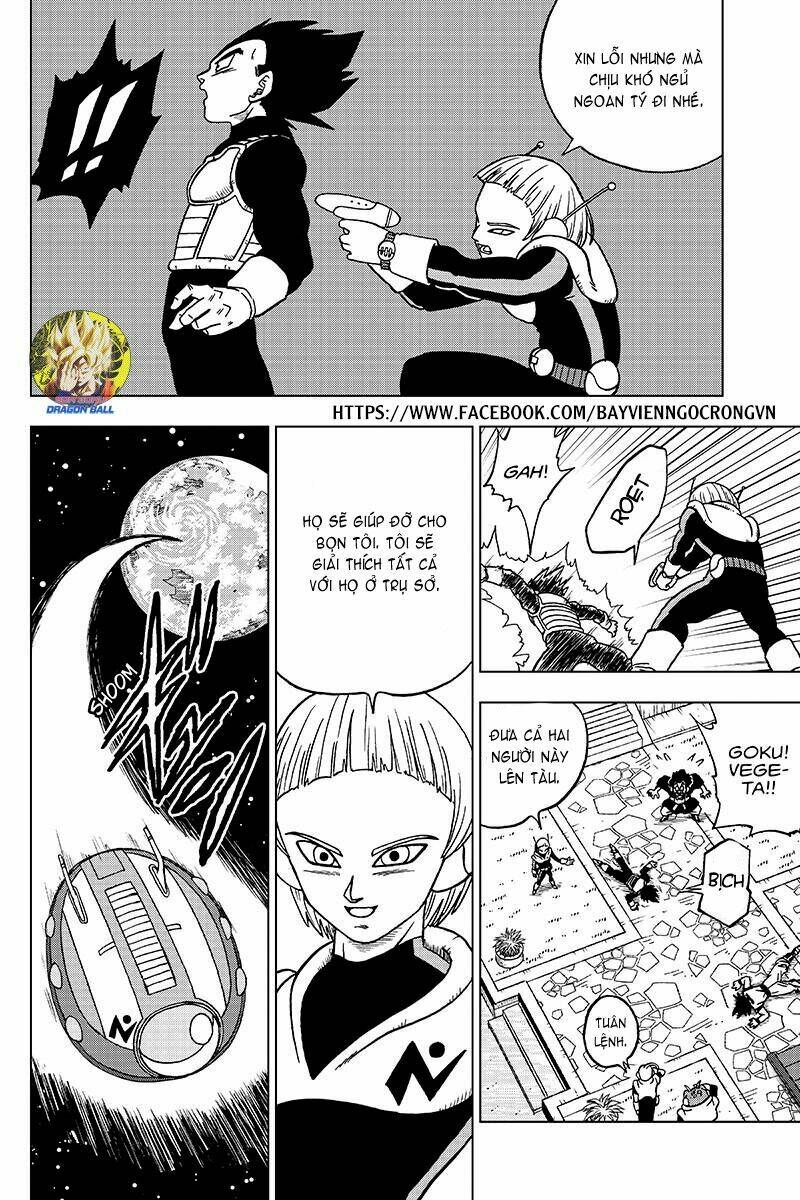 XIN LỖI NHƯNG MÀ
CHỊU KHÓ NGỦ
NGOAN TÝ ĐI NHÉ.
!!
DRAGON BALL
HTTPS://WWW.FACEBOOK.COM/BAYVIENNGOCRONGVN
GAH!
ROẸT
ĐƯA CẢ HAI
NGƯỜI NÀY
LÊN TÀU.
GOKU!
VEGE-
TA!!
BỊCH
TUÂN
LỆNH.
HỌ SẼ GIÚP ĐỠ CHO
BỌN TÔI. TÔI SẼ
GIẢI THÍCH TẤT CẢ
VỚI HỌ Ở TRỤ SỞ.
SHOOM